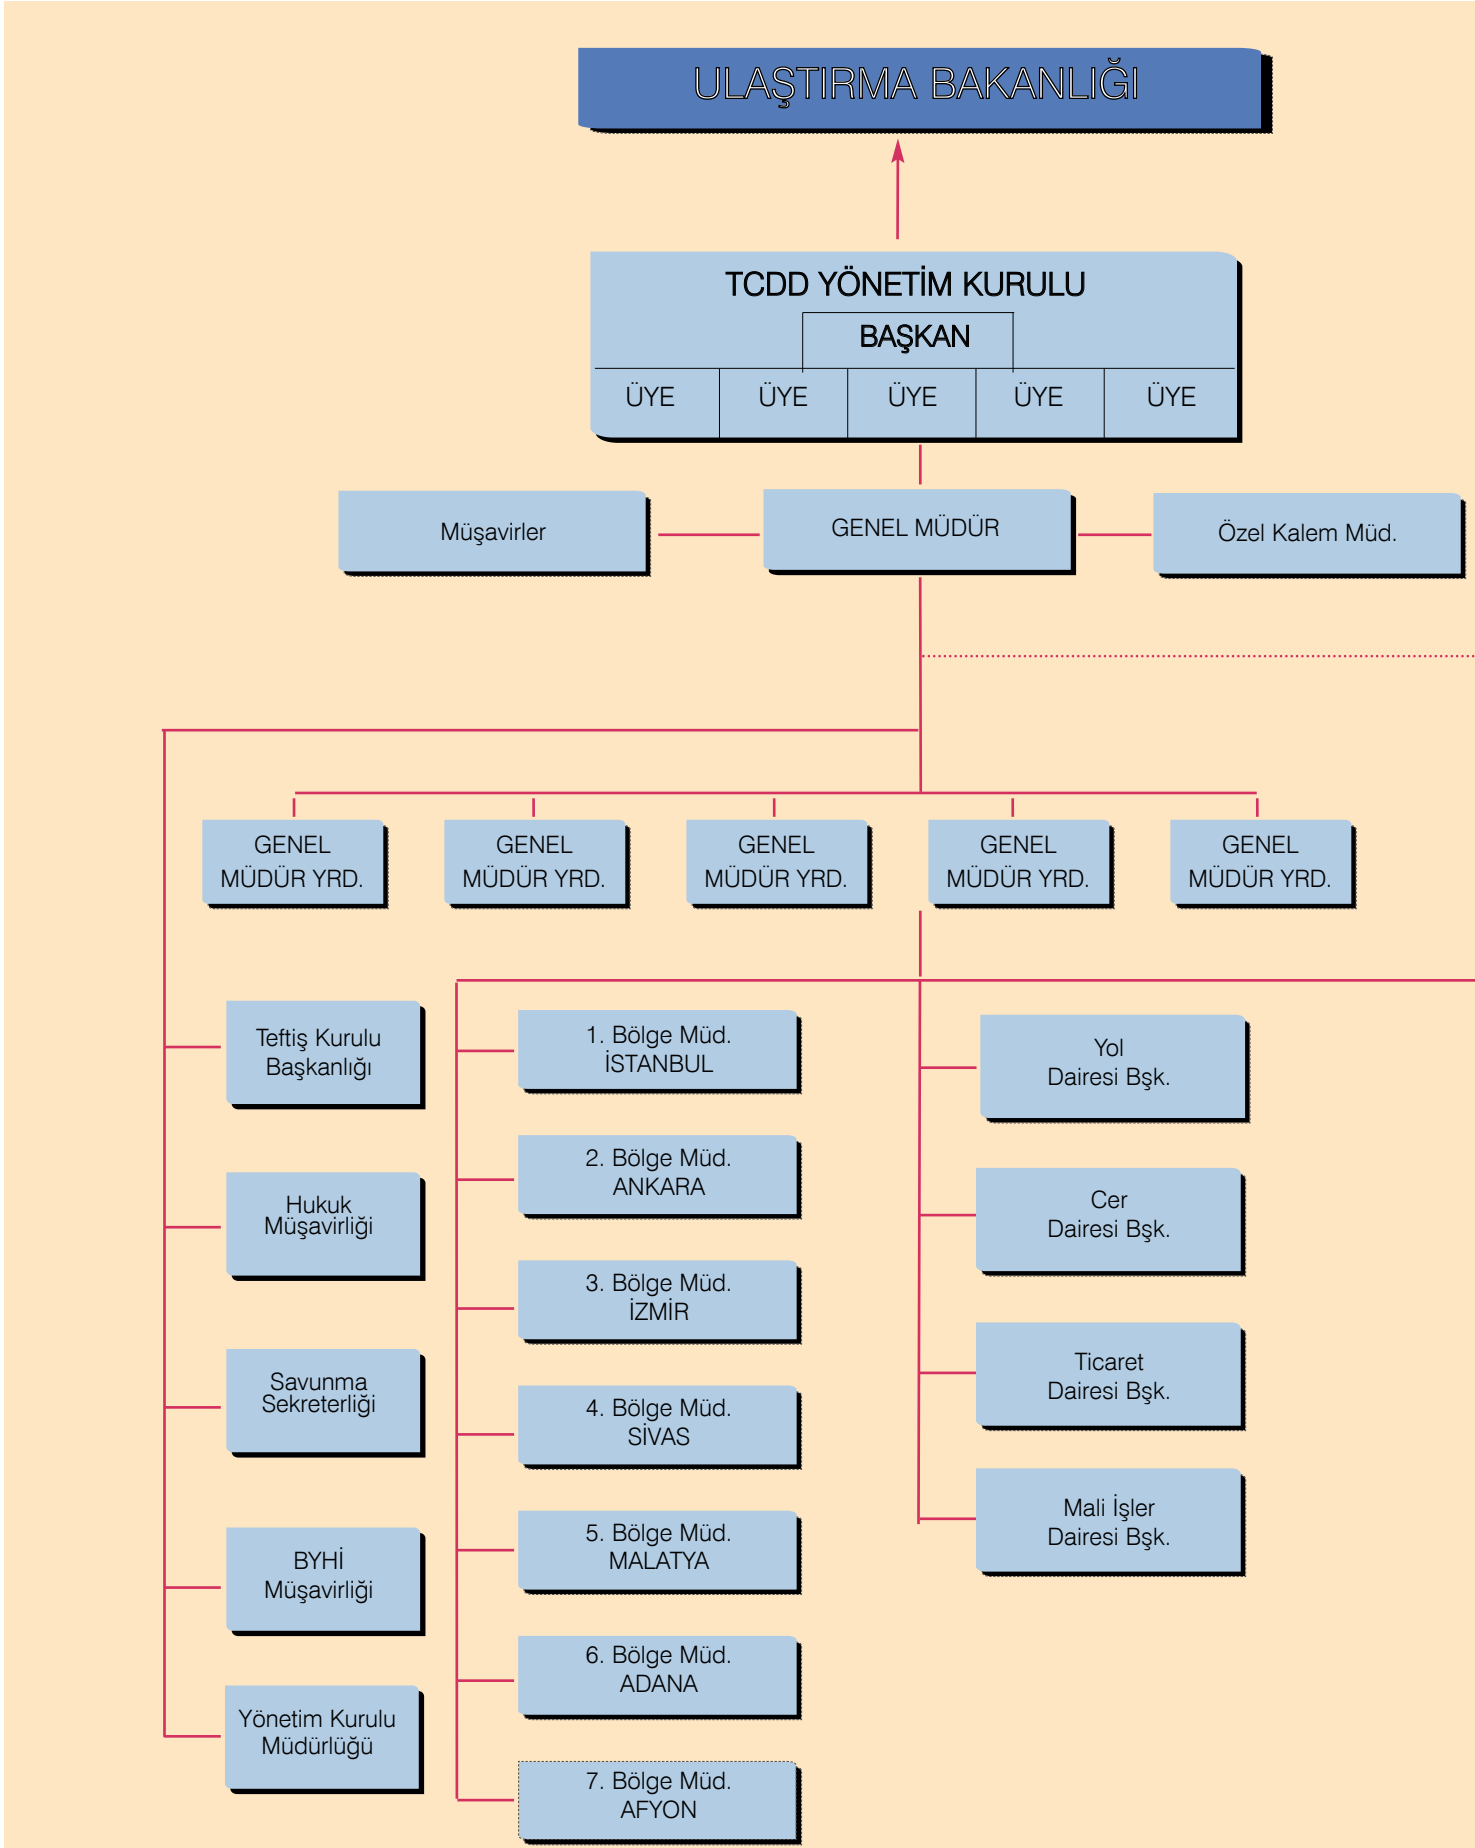 ULAŞTIRMA BAKANLIĞI
TCDD YÖNETİM KURULU
BAŞKAN
ÜYE ÜYE ÜYE ÜYE ÜYE
Müşavirler
GENEL MÜDÜR
Özel Kalem Müd.
GENEL
MÜDÜR YRD.
GENEL
MÜDÜR YRD.
GENEL
MÜDÜR YRD.
GENEL
MÜDÜR YRD.
GENEL
MÜDÜR YRD.
Teftiş Kurulu
Başkanlığı
Hukuk
Müşavirliği
Savunma
Sekreterliği
BYHİ
Müşavirliği
Yönetim Kurulu
Müdürlüğü
1. Bölge Müd.
İSTANBUL
2. Bölge Müd.
ANKARA
3. Bölge Müd.
İZMİR
4. Bölge Müd.
SİVAS
5. Bölge Müd.
MALATYA
6. Bölge Müd.
ADANA
7. Bölge Müd.
AFYON
Yol
Dairesi Bşk.
Cer
Dairesi Bşk.
Ticaret
Dairesi Bşk.
Mali İşler
Dairesi Bşk.